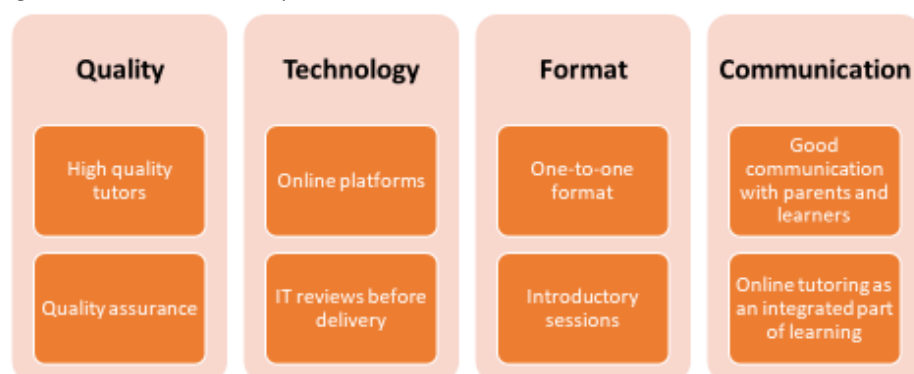 Quality
High quality
tutors
Quality assurance
Technology
Online platforms
IT reviews before
delivery
Format
One-to-one
format
Introductory
sessions
Communication
Good
communication
with parents and
learners
Online tutoring as
an integrated part
of learning